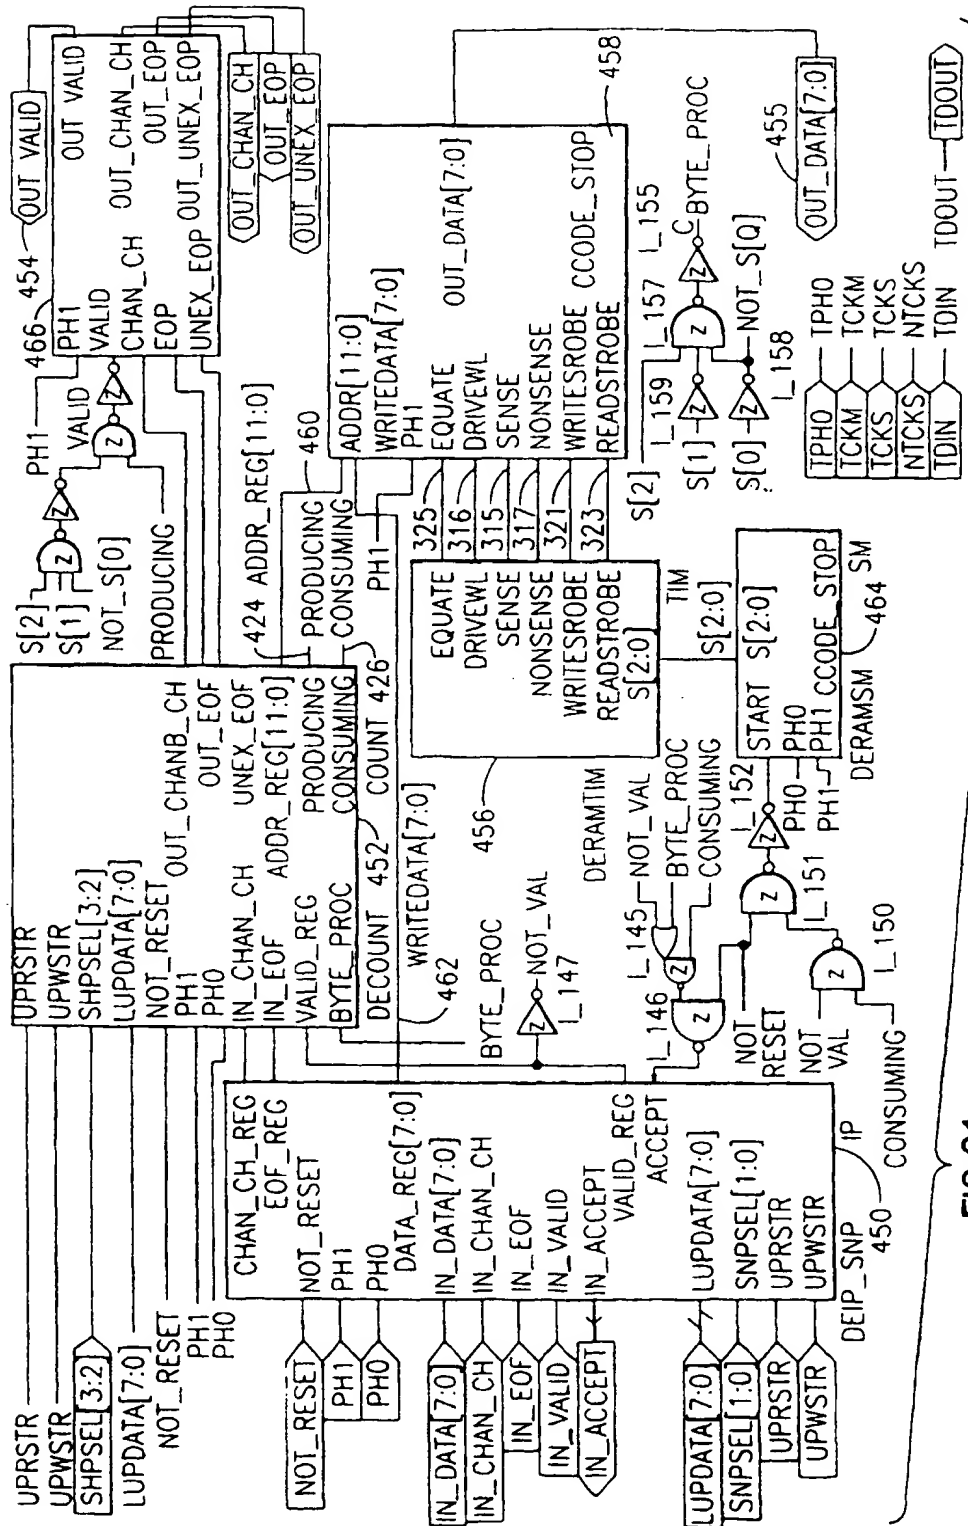 UPRSTR
UPWSTR
SHPSEL[3:2]
LUPDATA[7:0]
NOT_RESET
PH1
PH0
UPRSTR
UPWSTR
SHPSEL[3:2]
LUPDATA[7:0]
NOT_RESET
PH1
PH0
IN_CHAN_CH
IN_EOF
VALID_REG
BYTE_PROC
OUT_CHANB_CH
OUT_EOF
UNEX_EOF
ADDR_REG[11:0]
PRODUCING
CONSUMING
DECOUNT 452 COUNT 426
S[2]
S[1]
NOT_S[0]
PRODUCING
Z
Z
PH1
VALID
Z
Z
466
454
OUT VALID
PH1
VALID
CHAN_CH
EOP
UNEX_EOP
OUT VALID
OUT_CHAN_CH
OUT_EOP
OUT_UNEX_EOP
OUT_CHAN_CH
OUT_EOP
OUT_UNEX_EOP
424 ADDR_REG[11:0]
460
PRODUCING
CONSUMING
PH1
NOT_RESET
PH1
PH0
IN_DATA[7:0]
IN_CHAN_CH
IN_EOF
IN_VALID
IN_ACCEPT
LUPDATA[7:0]
SNPSEL[1:0]
UPRSTR
UPWSTR
CHAN_CH_REG
EOF_REG
NOT_RESET
PH1
PH0
DATA_REG[7:0]
IN_DATA[7:0]
IN_CHAN_CH
IN_EOF
IN_VALID
IN_ACCEPT
VALID_REG
ACCEPT
LUPDATA[7:0]
SNPSEL[1:0]
UPRSTR
UPWSTR
DEIP_SNP
450
IP
462
WRITEDATA[7:0]
BYTE_PROC
NOT_VAL
Z
I_147
456
EQUATE
DRIVEWL
SENSE
NONSENSE
WRITESROBE
READSTROBE
S[2:0]
DERAMTIM
TIM
325
316
315
317
321
323
ADDR[11:0]
WRITEDATA[7:0]
PH1
EQUATE
DRIVEWL
SENSE
NONSENSE
WRITESROBE
READSTROBE
OUT_DATA[7:0]
CCODE_STOP
458
455
OUT_DATA[7:0]
I_145
NOT_VAL
BYTE_PROC
CONSUMING
I_146
Z
Z
NOT
RESET
NOT
VAL
CONSUMING
Z
I_150
Z
I_151
Z
I_152
PH0
PH1
START
PH0
PH1
S[2:0]
CCODE_STOP
S[2:0]
DERAMSM
464
SM
S[2]
S[1]
S[0]
I_159
Z
Z
I_158
I_157
Z
Z
I_155
C
BYTE_PROC
NOT_S[Q]
TPH0
TPH0
TCKM
TCKM
TCKS
TCKS
NTCKS
NTCKS
TDIN
TDIN
TDOUT
TDOUT